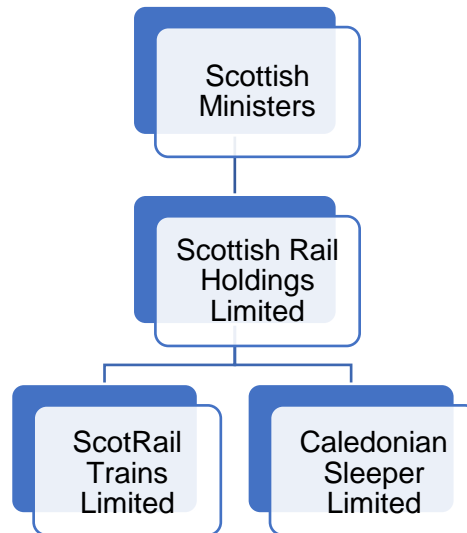 Scottish
Ministers
Scottish Rail
Holdings
Limited
ScotRail
Trains
Limited
Caledonian
Sleeper
Limited